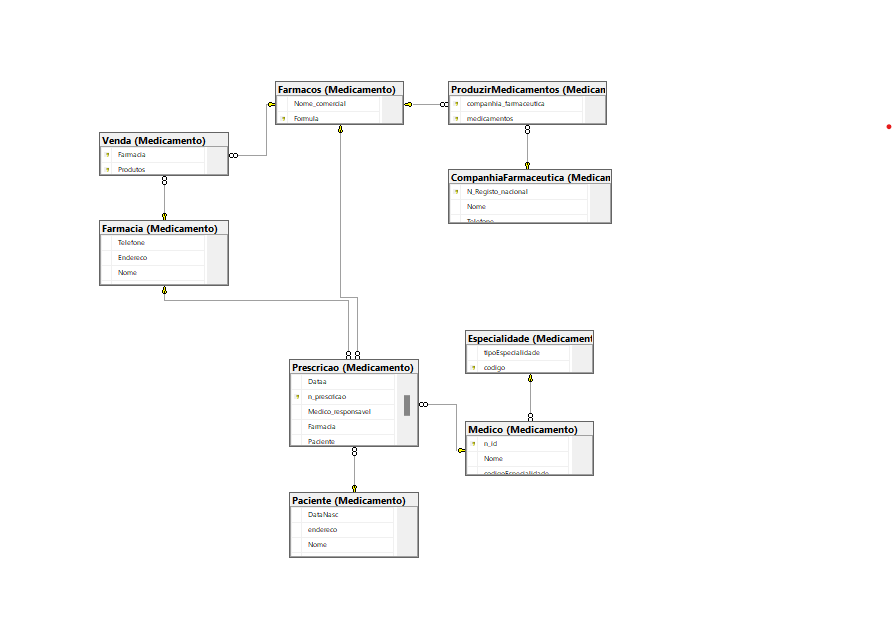 Farmacos (Medicamento)
Nome_comercial
Formula
ProduzirMedicamentos (Medican
companhia_farmaceutica
medicamentos
Venda (Medicamento)
Farmacia
Produtos
CompanhiaFarmaceutica (Medican
N_Registo_nacional
Nome
Telefone
Farmacia (Medicamento)
Telefone
Endereco
Nome
Especialidade (Medicament
tipoEspecialidade
codigo
Prescricao (Medicamento)
Dataa
n_prescricao
Medico_responsavel
Farmacia
Paciente
Medico (Medicamento)
n_id
Nome
codigoEspecialidade
Paciente (Medicamento)
DataNasc
endereco
Nome